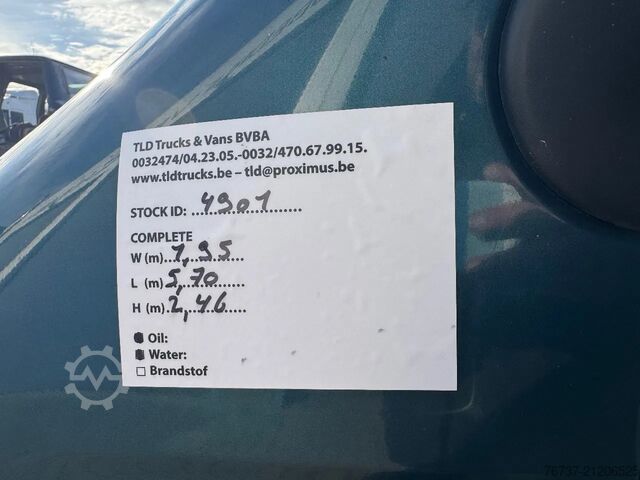 TLD Trucks & Vans BVBA
0032474/04.23.05.-0032/470.67.99.15.
www.tldtrucks.be – tld@proximus.be
STOCK ID: 4901
COMPLETE
W (m) 1,95
L (m) 5,70
H (m) 2,46
Oil:
Water:
Brandstof
76737-21206525